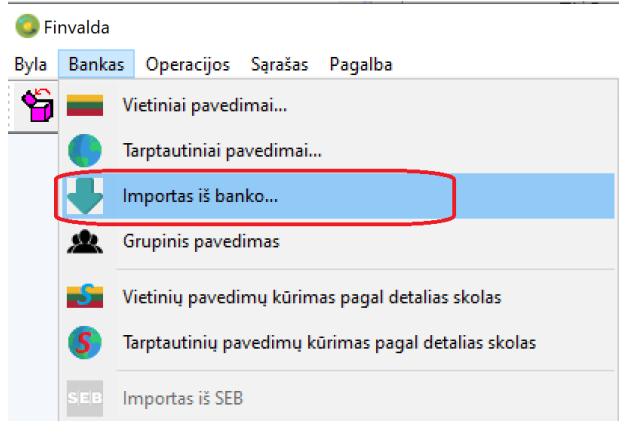 Finvalda
Byla Bankas Operacijos Sąrašas Pagalba
Vietiniai pavedimai...
Tarptautiniai pavedimai...
Importas iš banko...
Grupinis pavedimas
S Vietinių pavedimų kūrimas pagal detalias skolas
S Tarptautinių pavedimų kūrimas pagal detalias skolas
SEB Importas iš SEB